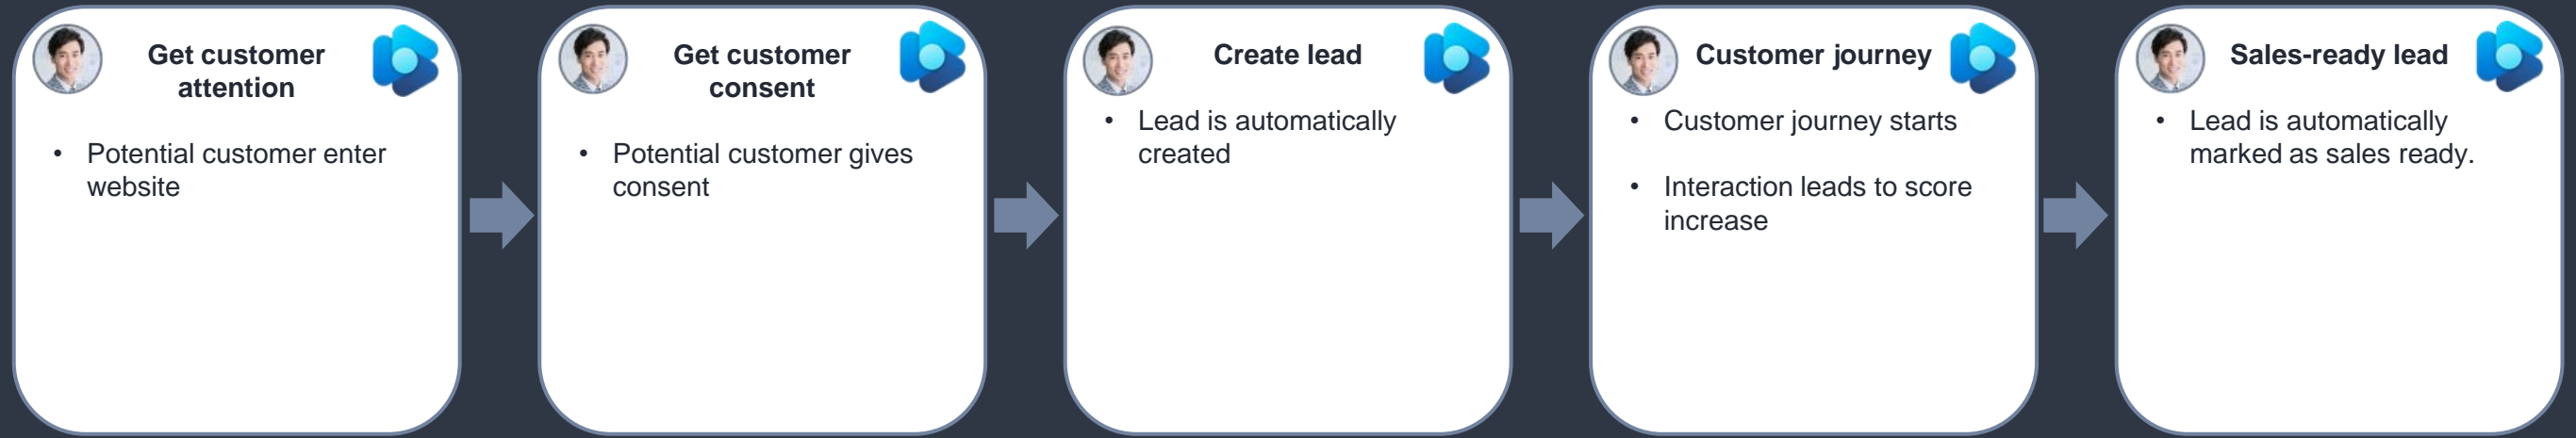 Get customer
attention
• Potential customer enter
website
Get customer
consent
• Potential customer gives
consent
Create lead
• Lead is automatically
created
Customer journey
• Customer journey starts
• Interaction leads to score
increase
Sales-ready lead
• Lead is automatically
marked as sales ready.